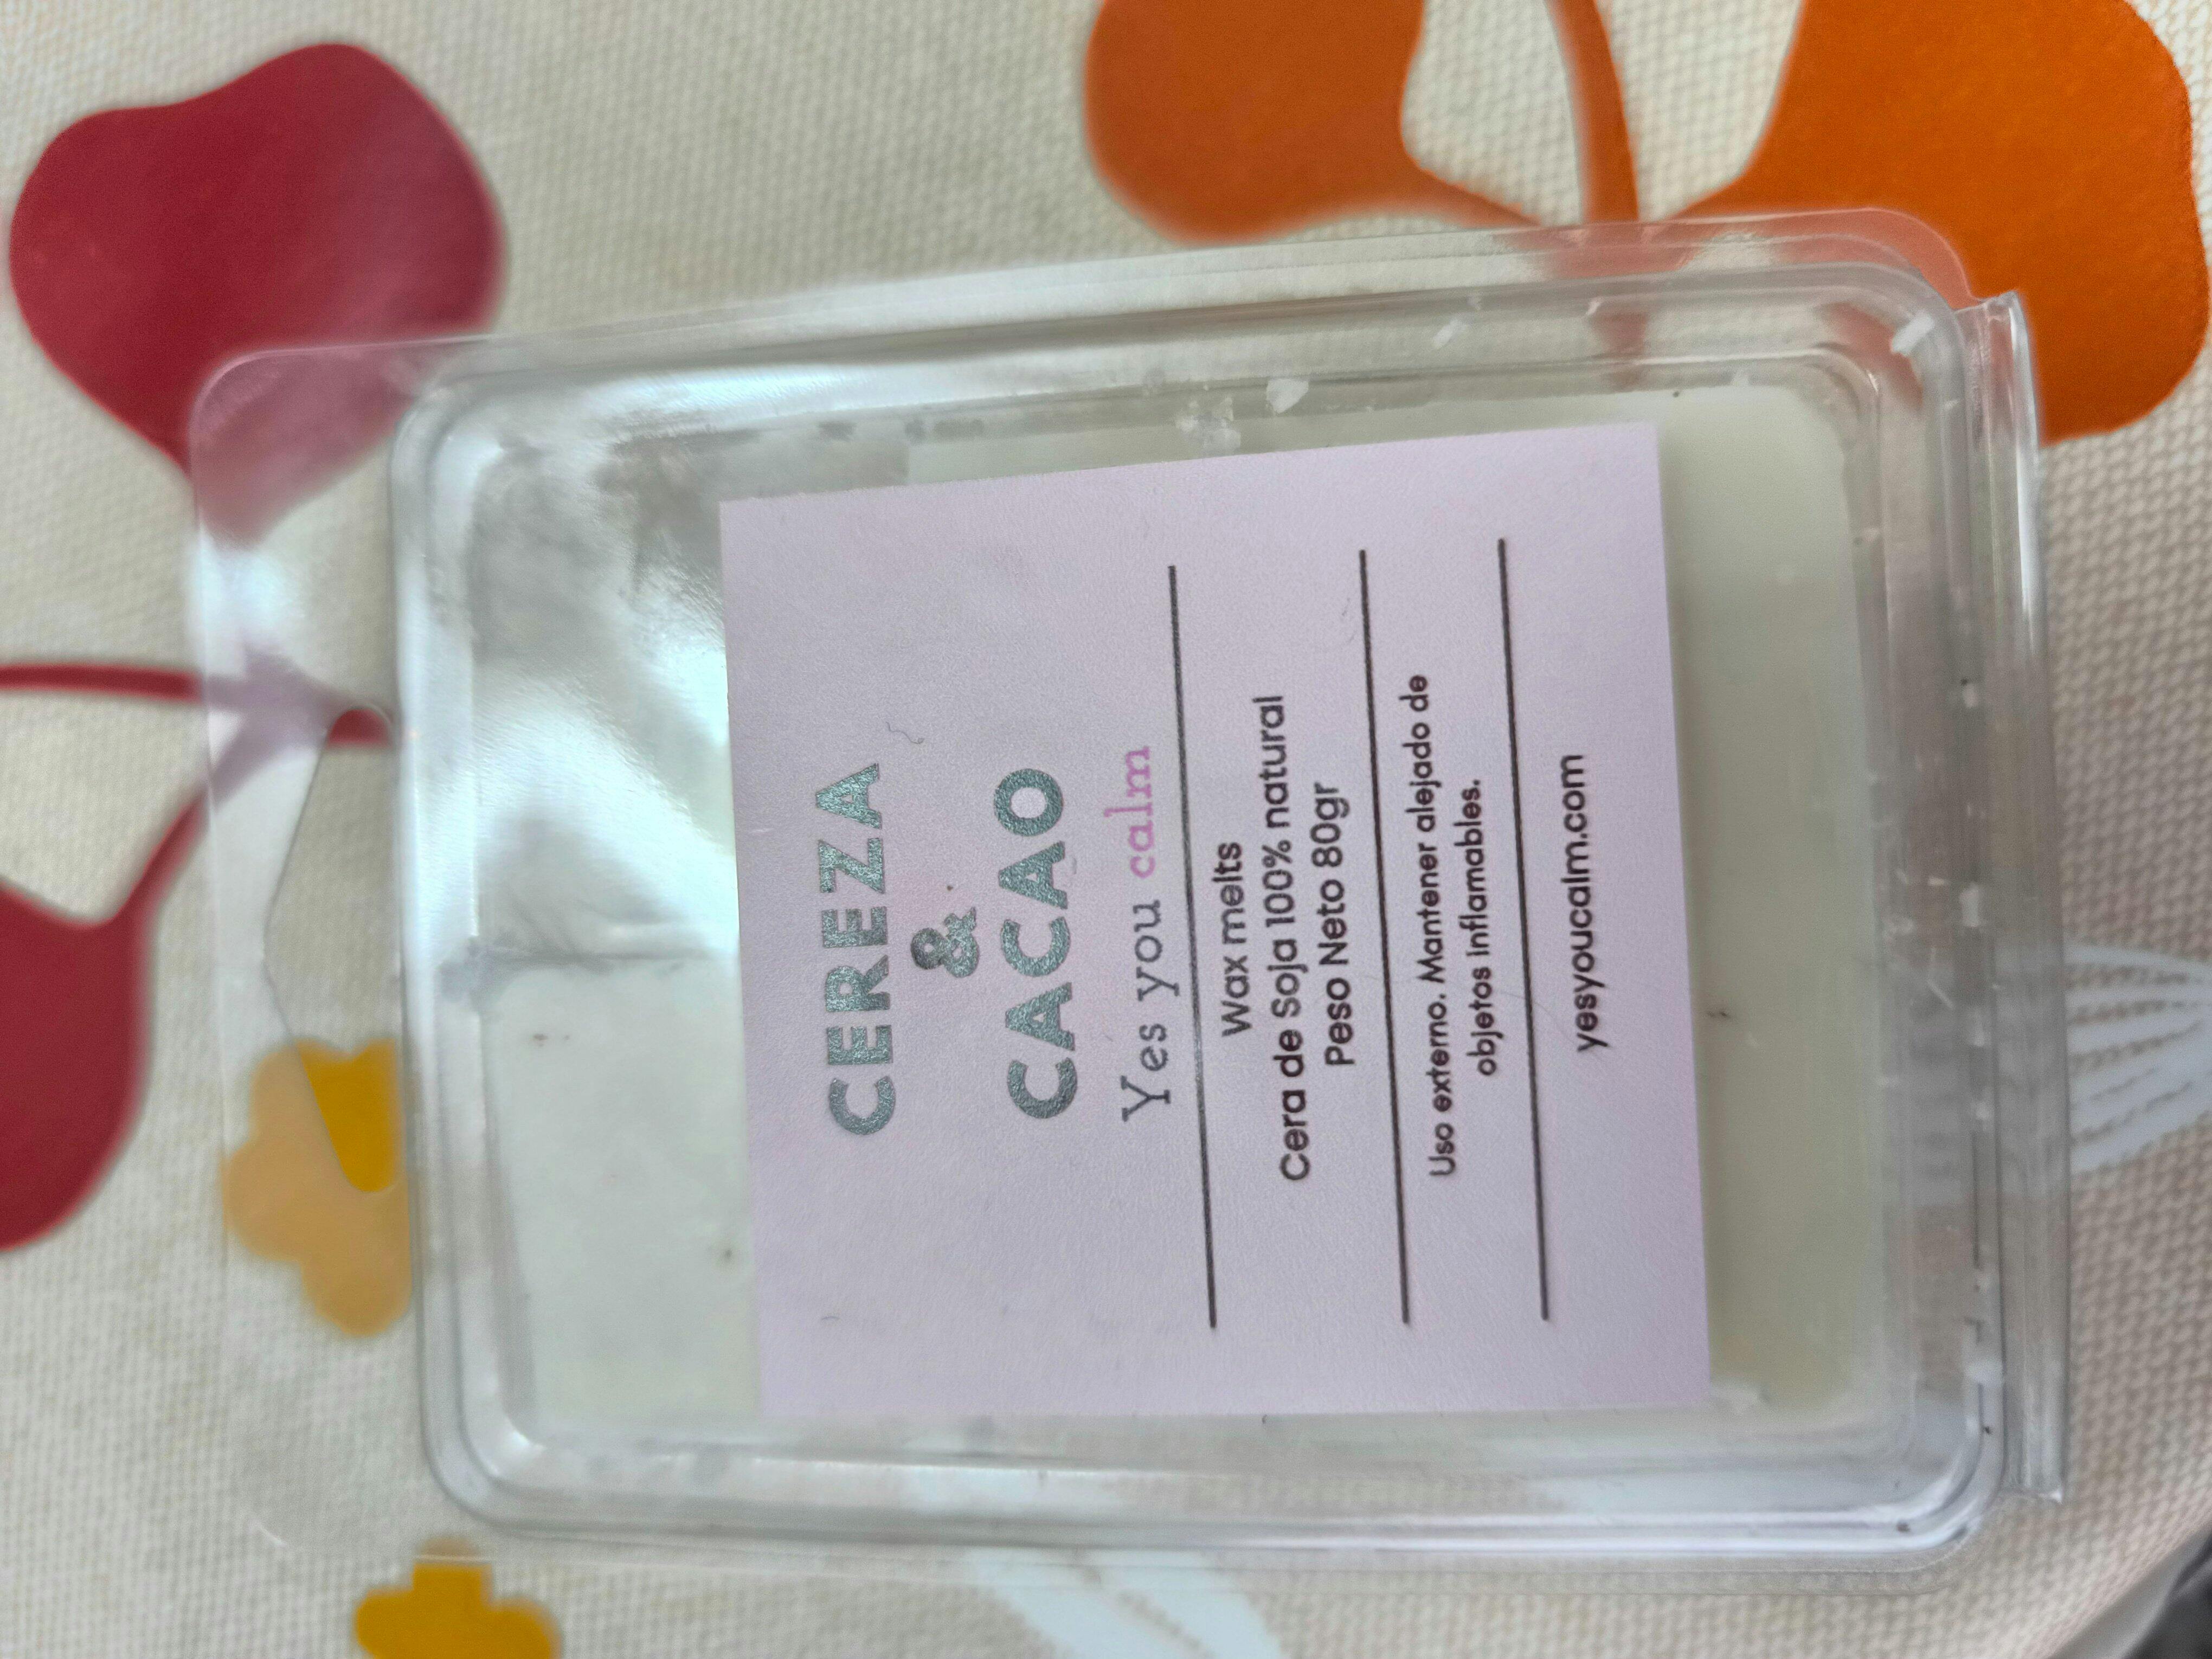 CEREZA
&
CACAO
Yes you calm
Wax melts
Cera de Soja 100% natural
Peso Neto 80gr
Uso externo. Mantener alejado de
objetos inflamables.
yesyoucalm.com